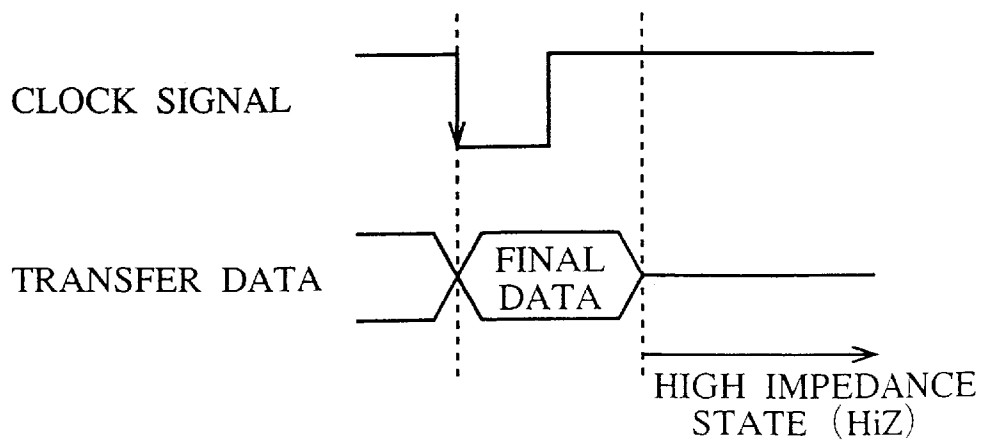 CLOCK SIGNAL
TRANSFER DATA
FINAL
DATA
HIGH IMPEDANCE
STATE (HiZ)